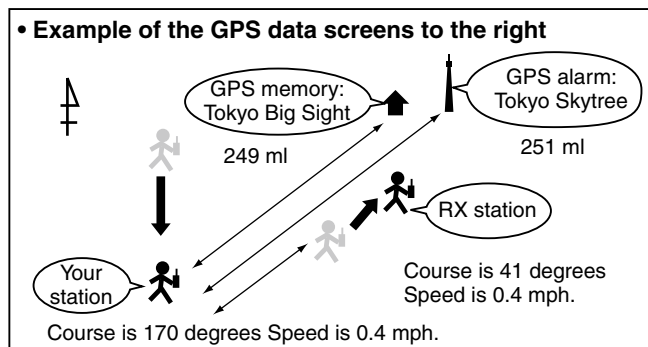 • Example of the GPS data screens to the right
GPS memory:
Tokyo Big Sight
GPS alarm:
Tokyo Skytree
249 ml
251 ml
RX station
Your
station
Course is 41 degrees
Speed is 0.4 mph.
Course is 170 degrees Speed is 0.4 mph.